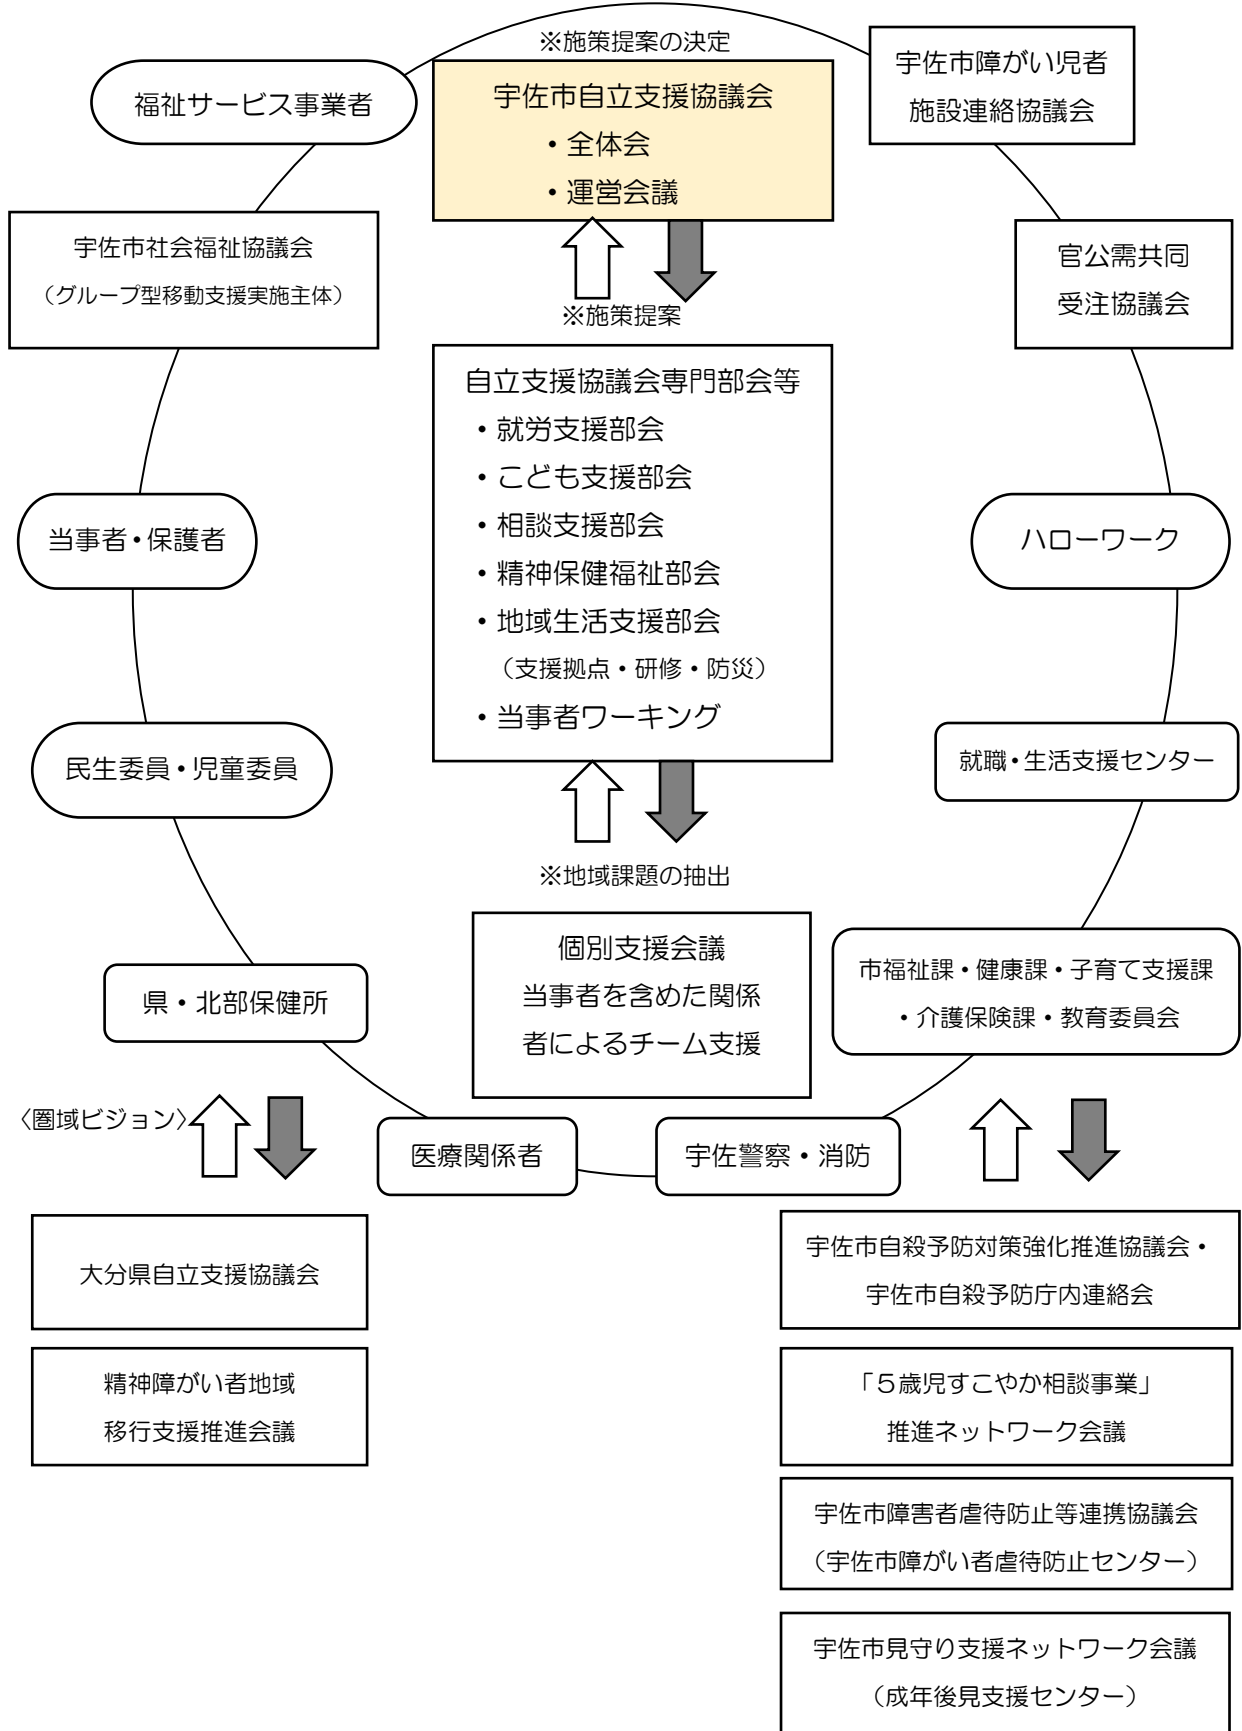 ※施策提案の決定
宇佐市自立支援協議会
・全体会
・運営会議
福祉サービス事業者
宇佐市障がい児者
施設連絡協議会
宇佐市社会福祉協議会
（グループ型移動支援実施主体）
官公需共同
受注協議会
※施策提案
自立支援協議会専門部会等
・就労支援部会
・こども支援部会
・相談支援部会
・精神保健福祉部会
・地域生活支援部会
（支援拠点・研修・防災）
・当事者ワーキング
当事者・保護者
ハローワーク
民生委員・児童委員
就職・生活支援センター
※地域課題の抽出
個別支援会議
当事者を含めた関係
者によるチーム支援
県・北部保健所
市福祉課・健康課・子育て支援課
・介護保険課・教育委員会
〈圏域ビジョン〉
医療関係者
宇佐警察・消防
大分県自立支援協議会
精神障がい者地域
移行支援推進会議
宇佐市自殺予防対策強化推進協議会・
宇佐市自殺予防庁内連絡会
「５歳児すこやか相談事業」
推進ネットワーク会議
宇佐市障害者虐待防止等連携協議会
（宇佐市障がい者虐待防止センター）
宇佐市見守り支援ネットワーク会議
（成年後見支援センター）